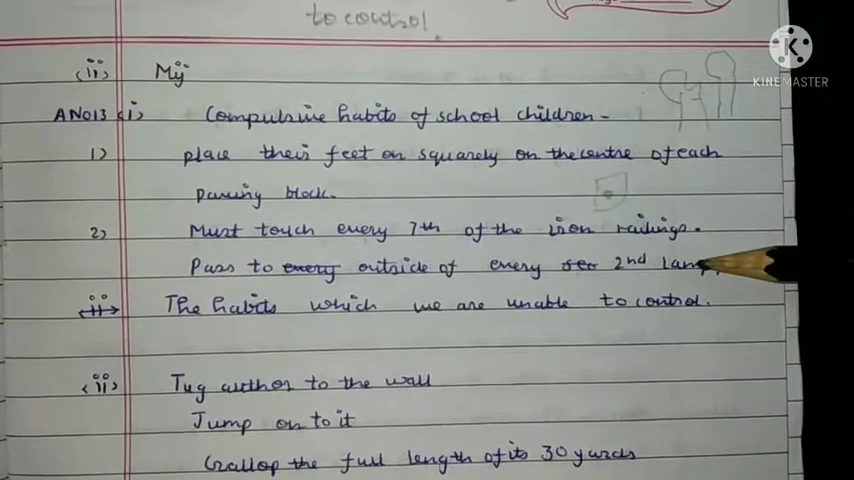 to control.
K
KINEMASTER
(ii) My
ANO13 (i) Compulsive habits of school children -
1) place their feet on squarely on the centre of each
paving block.
2) Must touch every 7th of the iron railings.
Pass to every outside of every 2nd lamp
The habits which we are unable to control.
(ii) Tug author to the wall
Jump on to it
Gallop the full length of its 30 yards